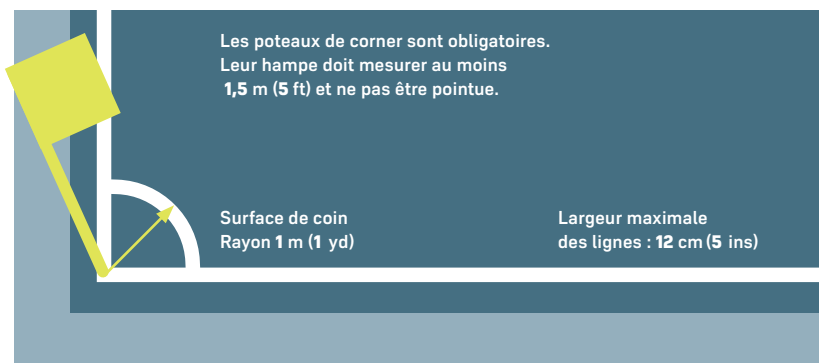 Les poteaux de corner sont obligatoires.
Leur hampe doit mesurer au moins
1,5 m (5 ft) et ne pas être pointue.
Surface de coin
Rayon 1 m (1 yd)
Largeur maximale
des lignes : 12 cm (5 ins)